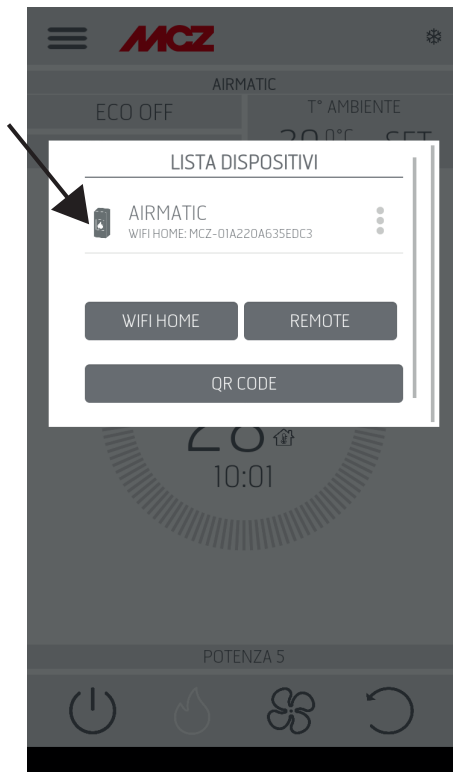 MCZ
AIRMATIC
ECO OFF
T° AMBIENTE
SET
LISTA DISPOSITIVI
AIRMATIC
WIFI HOME: MCZ-01A220A635EDC3
WIFI HOME
REMOTE
QR CODE
10:01
POTENZA 5